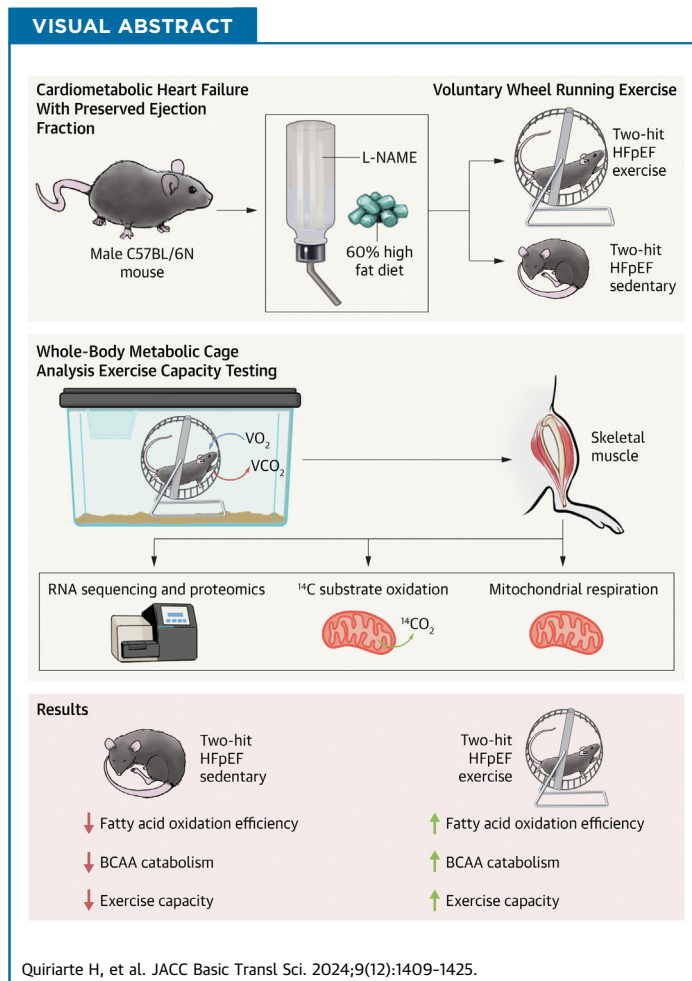 VISUAL ABSTRACT
Cardiometabolic Heart Failure
With Preserved Ejection
Fraction
Male C57BL/6N
mouse
L-NAME
60% high
fat diet
Voluntary Wheel Running Exercise
Two-hit
HFpEF
exercise
Two-hit
HFpEF
sedentary
Whole-Body Metabolic Cage
Analysis Exercise Capacity Testing
VO₂
VCO₂
Skeletal
muscle
RNA sequencing and proteomics
¹⁴C substrate oxidation
¹⁴CO₂
Mitochondrial respiration
Results
Two-hit
HFpEF
sedentary
↓ Fatty acid oxidation efficiency
↓ BCAA catabolism
↓ Exercise capacity
Two-hit
HFpEF
exercise
↑ Fatty acid oxidation efficiency
↑ BCAA catabolism
↑ Exercise capacity
Quiriarte H, et al. JACC Basic Transl Sci. 2024;9(12):1409–1425.